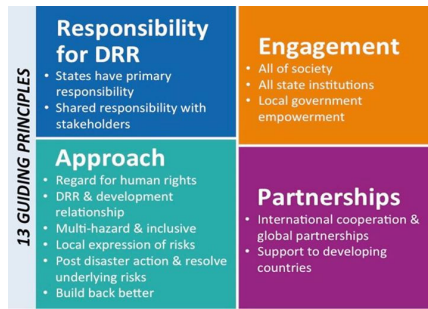 13 GUIDING PRINCIPLES
Responsibility
for DRR
• States have primary
responsibility
• Shared responsibility with
stakeholders
Engagement
• All of society
• All state institutions
• Local government
empowerment
Approach
• Regard for human rights
• DRR & development
relationship
• Multi-hazard & inclusive
• Local expression of risks
• Post disaster action & resolve
underlying risks
• Build back better
Partnerships
• International cooperation &
global partnerships
• Support to developing
countries